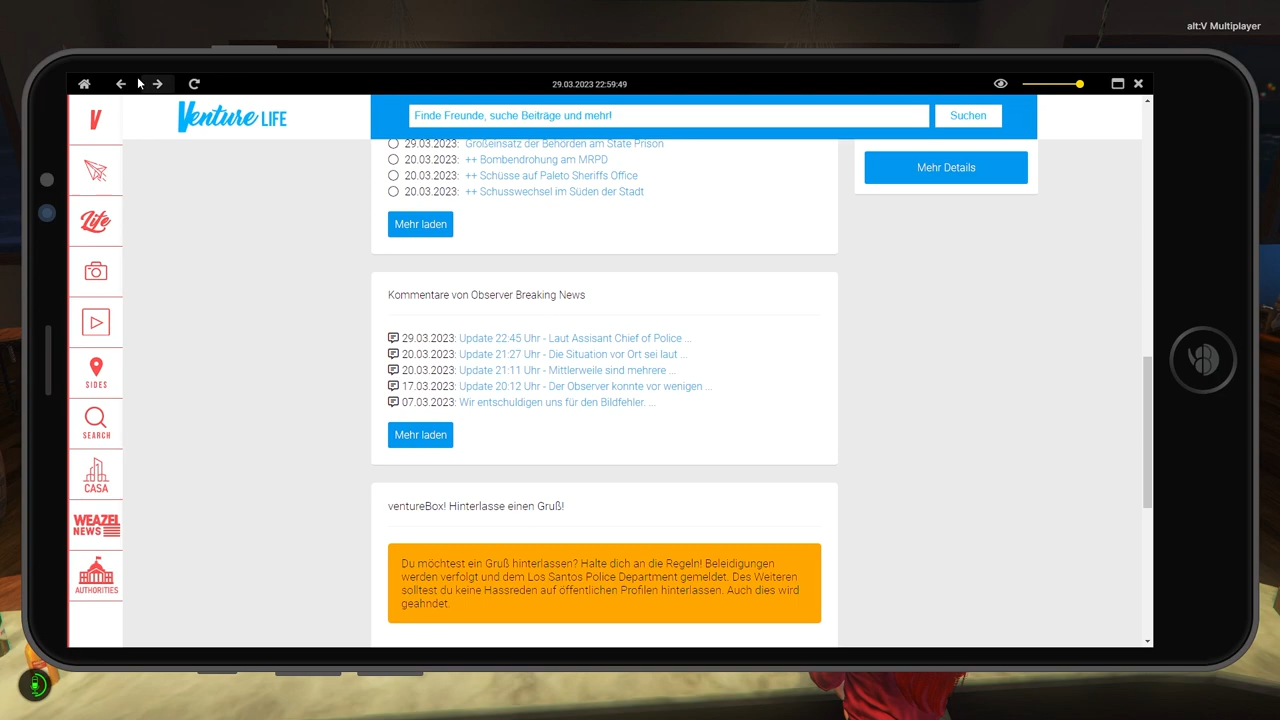 alt:V Multiplayer
29.03.2023 22:59:49
V
Venture LIFE
Finde Freunde, suche Beiträge und mehr!
Suchen
29.03.2023: Großeinsatz der Behörden am State Prison
20.03.2023: ++ Bombendrohung am MRPD
20.03.2023: ++ Schüsse auf Paleto Sheriffs Office
20.03.2023: ++ Schusswechsel im Süden der Stadt
Mehr laden
Mehr Details
Life
SIDES
SEARCH
CASA
WEAZEL
NEWS
AUTHORITIES
Kommentare von Observer Breaking News
29.03.2023: Update 22:45 Uhr - Laut Assisant Chief of Police ...
20.03.2023: Update 21:27 Uhr - Die Situation vor Ort sei laut ...
20.03.2023: Update 21:11 Uhr - Mittlerweile sind mehrere ...
17.03.2023: Update 20:12 Uhr - Der Observer konnte vor wenigen ...
07.03.2023: Wir entschuldigen uns für den Bildfehler. ...
Mehr laden
ventureBox! Hinterlasse einen Gruß!
Du möchtest ein Gruß hinterlassen? Halte dich an die Regeln! Beleidigungen
werden verfolgt und dem Los Santos Police Department gemeldet. Des Weiteren
solltest du keine Hassreden auf öffentlichen Profilen hinterlassen. Auch dies wird
geahndet.